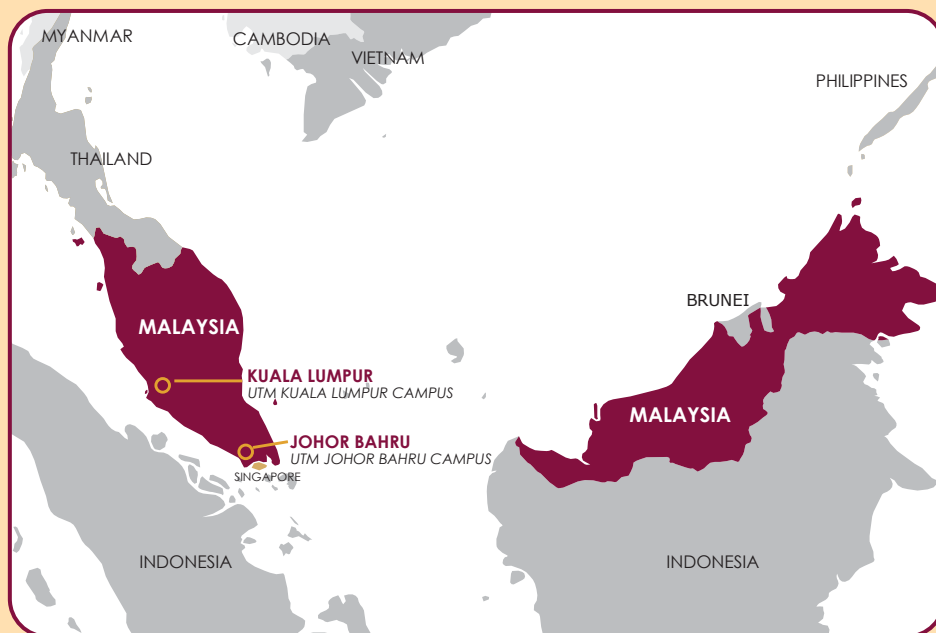 MYANMAR
CAMBODIA
VIETNAM
PHILIPPINES
THAILAND
BRUNEI
MALAYSIA
KUALA LUMPUR
UTM KUALA LUMPUR CAMPUS
MALAYSIA
JOHOR BAHRU
UTM JOHOR BAHRU CAMPUS
SINGAPORE
INDONESIA
INDONESIA